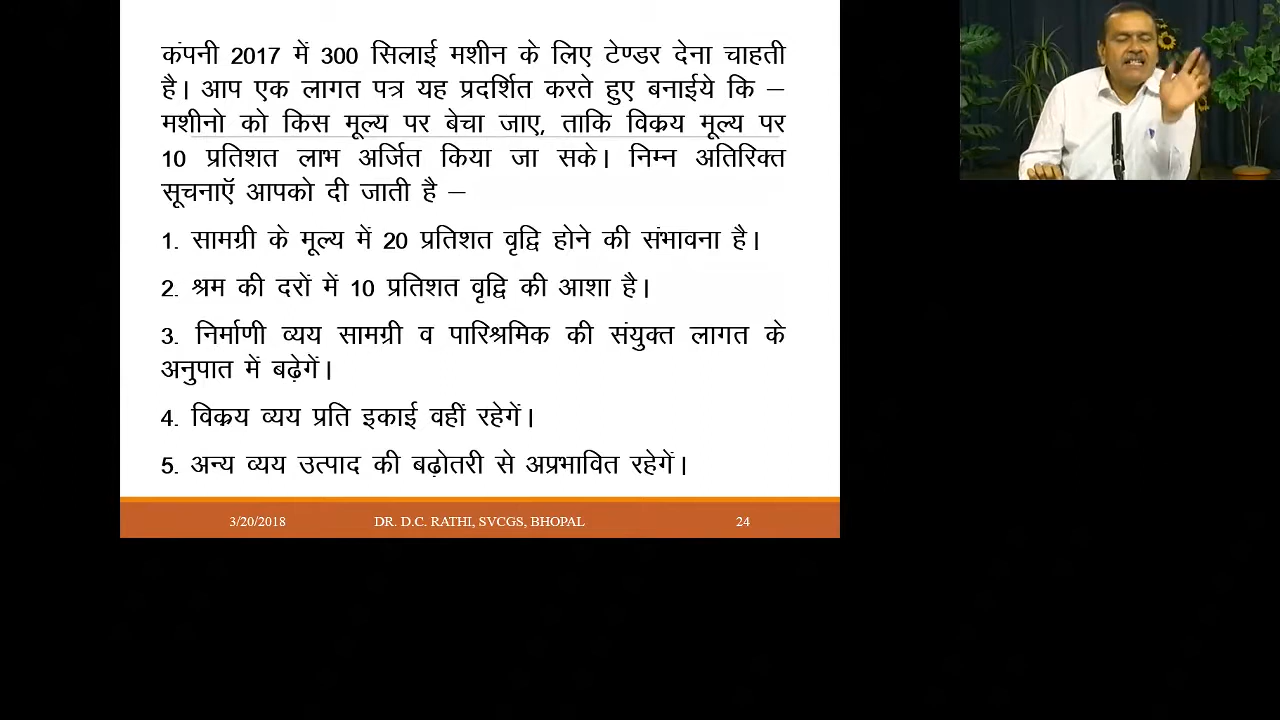 कंपनी 2017 में 300 सिलाई मशीन के लिए टेण्डर देना चाहती
है। आप एक लागत पत्र यह प्रदर्शित करते हुए बनाईये कि –
मशीनो को किस मूल्य पर बेचा जाए, ताकि विक्रय मूल्य पर
10 प्रतिशत लाभ अर्जित किया जा सके। निम्न अतिरिक्त
सूचनाऍ आपको दी जाती है –
1. सामग्री के मूल्य में 20 प्रतिशत वृद्वि होने की संभावना है।
2. श्रम की दरों में 10 प्रतिशत वृद्वि की आशा है।
3. निर्माणी व्यय सामग्री व पारिश्रमिक की संयुक्त लागत के
अनुपात में बढ़ेगें।
4. विक्रय व्यय प्रति इकाई वहीं रहेगें।
5. अन्य व्यय उत्पाद की बढ़ोतरी से अप्रभावित रहेगें।
3/20/2018 DR. D.C. RATHI, SVCGS, BHOPAL 24